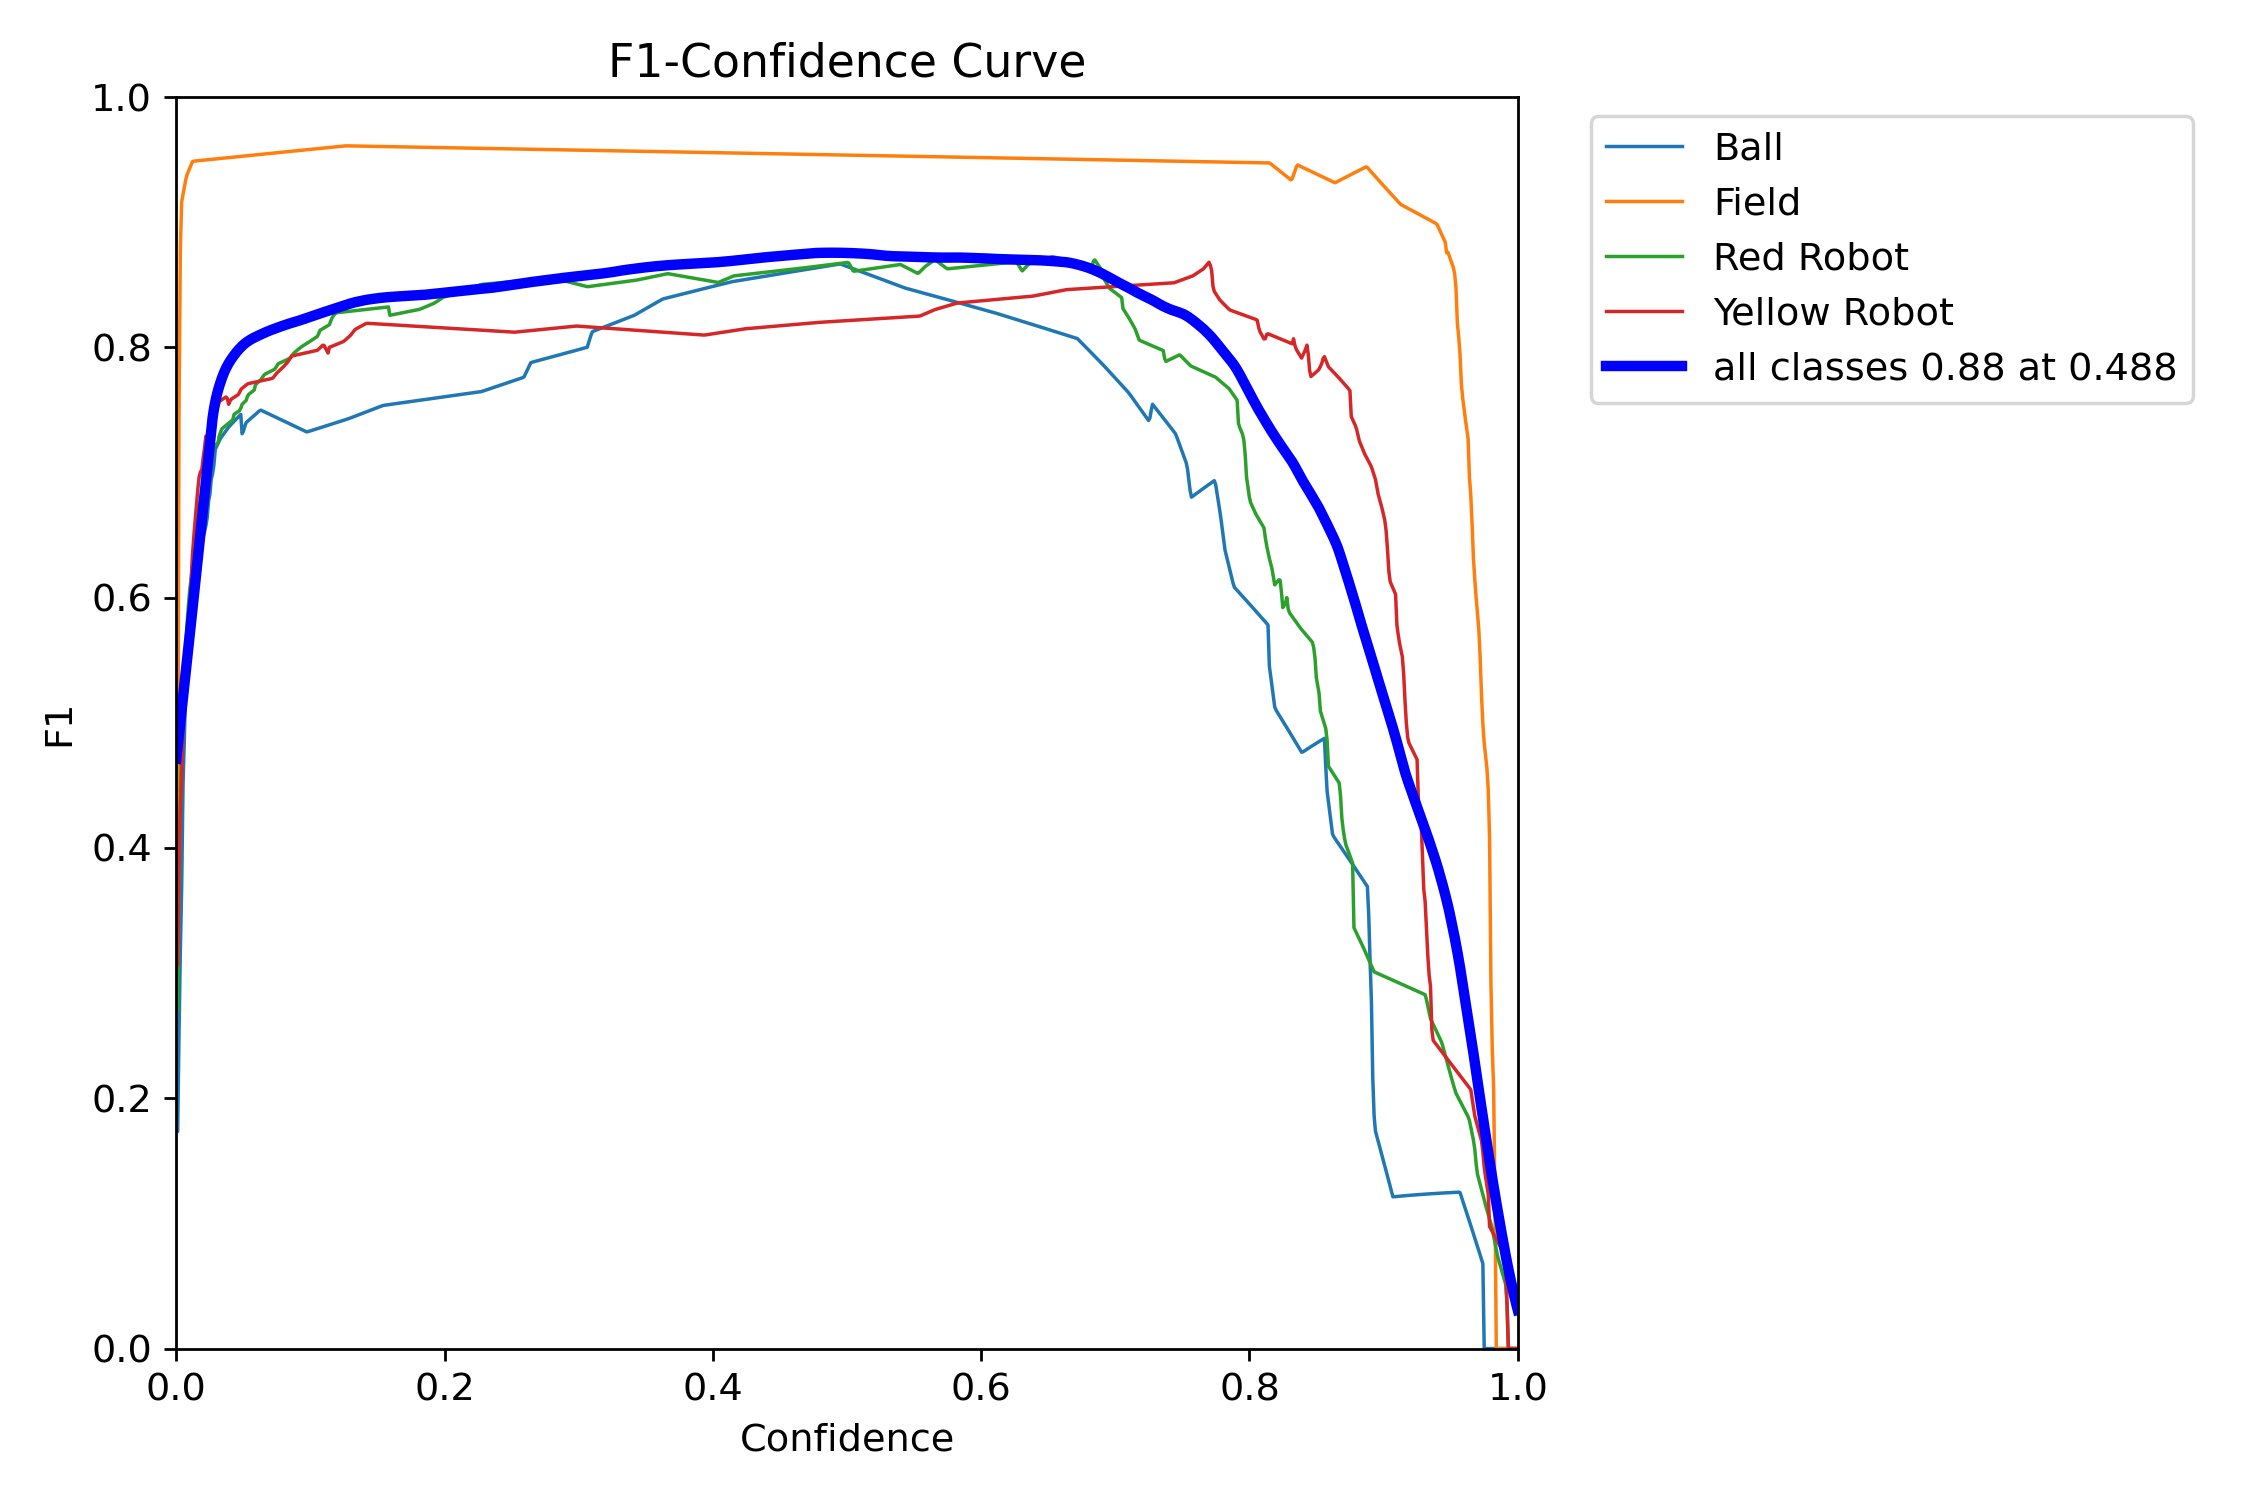 F1-Confidence Curve
1.0
0.8
0.6
0.4
0.2
0.0
F1
0.0 0.2 0.4 0.6 0.8 1.0
Confidence
Ball
Field
Red Robot
Yellow Robot
all classes 0.88 at 0.488